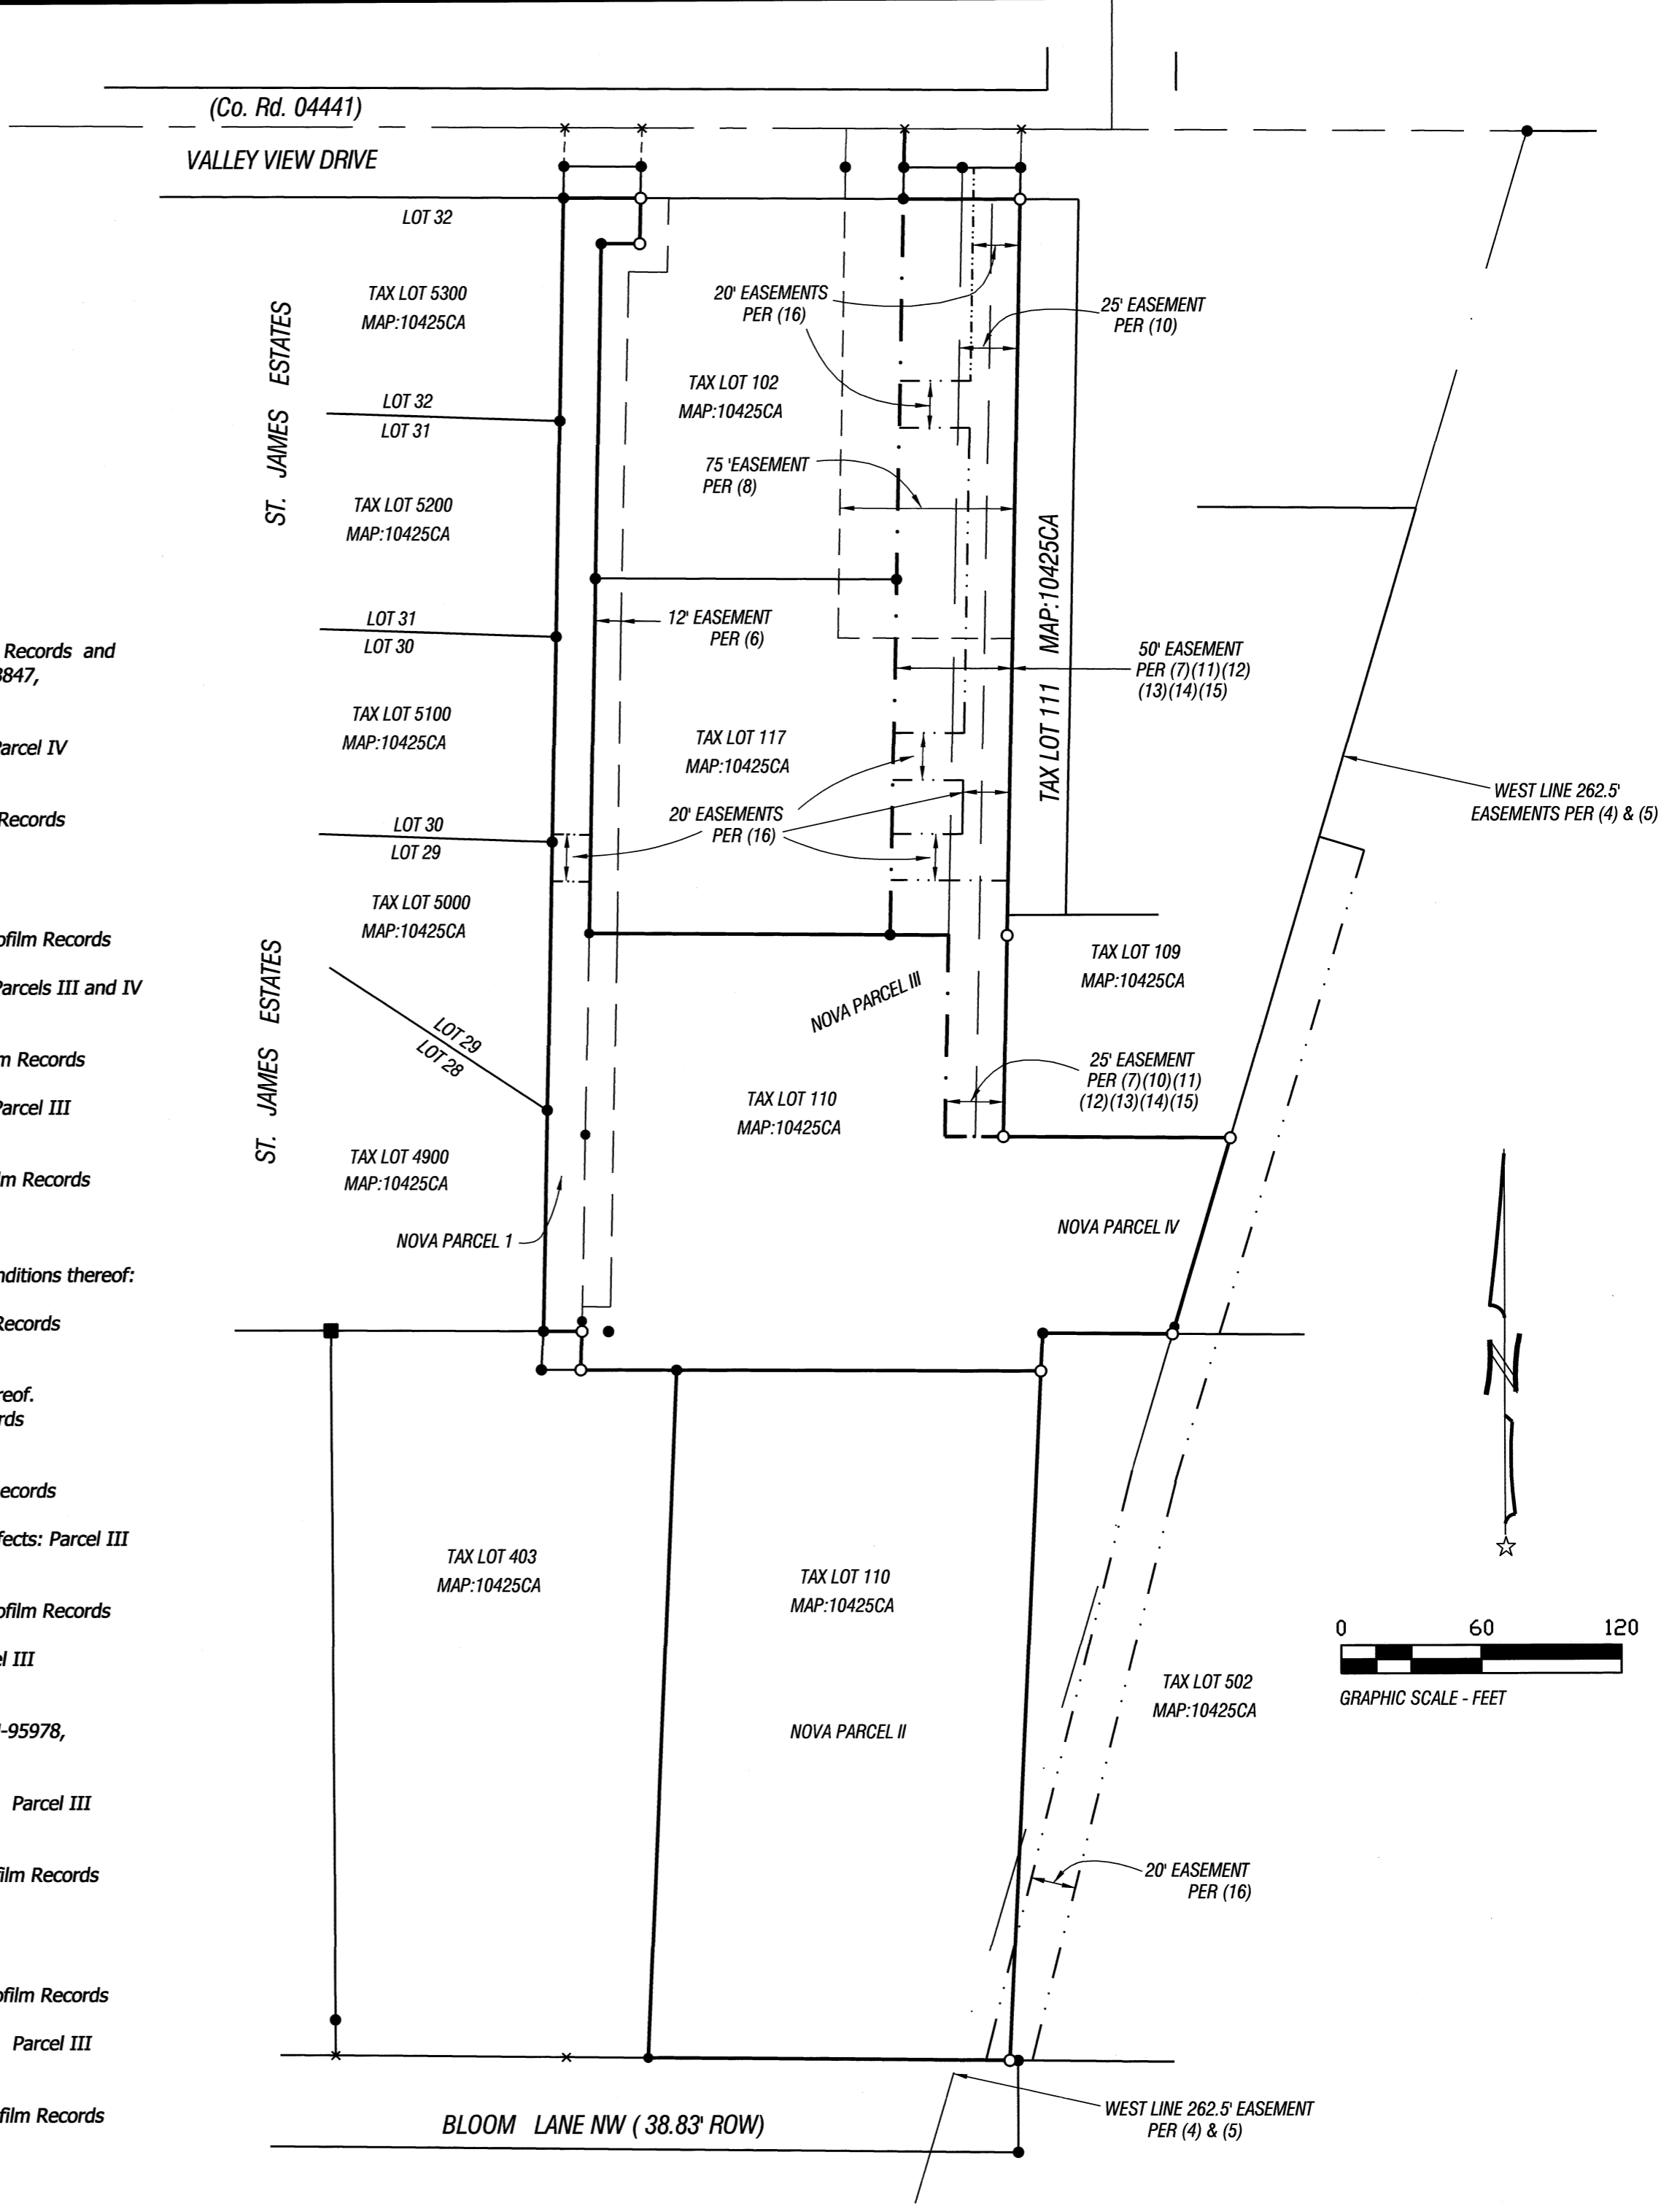 (Co. Rd. 04441)
VALLEY VIEW DRIVE
LOT 32
ST. JAMES ESTATES
TAX LOT 5300
MAP:10425CA
LOT 32
LOT 31
TAX LOT 5200
MAP:10425CA
LOT 31
LOT 30
TAX LOT 5100
MAP:10425CA
LOT 30
LOT 29
TAX LOT 5000
MAP:10425CA
ST. JAMES ESTATES
LOT 29
LOT 28
TAX LOT 4900
MAP:10425CA
NOVA PARCEL 1
20' EASEMENTS
PER (16)
25' EASEMENT
PER (10)
TAX LOT 102
MAP:10425CA
75 'EASEMENT
PER (8)
12' EASEMENT
PER (6)
TAX LOT 111 MAP:10425CA
50' EASEMENT
PER (7)(11)(12)
(13)(14)(15)
TAX LOT 117
MAP:10425CA
20' EASEMENTS
PER (16)
WEST LINE 262.5'
EASEMENTS PER (4) & (5)
TAX LOT 109
MAP:10425CA
NOVA PARCEL III
25' EASEMENT
PER (7)(10)(11)
(12)(13)(14)(15)
TAX LOT 110
MAP:10425CA
NOVA PARCEL IV
N
TAX LOT 403
MAP:10425CA
TAX LOT 110
MAP:10425CA
NOVA PARCEL II
TAX LOT 502
MAP:10425CA
0 60 120
GRAPHIC SCALE - FEET
20' EASEMENT
PER (16)
WEST LINE 262.5' EASEMENT
PER (4) & (5)
BLOOM LANE NW ( 38.83' ROW)
Records and
3847,
Parcel IV
Records
ofilm Records
Parcels III and IV
m Records
Parcel III
lm Records
nditions thereof:
Records
reof.
rds
ecords
fects: Parcel III
ofilm Records
el III
-95978,
Parcel III
film Records
ofilm Records
Parcel III
film Records